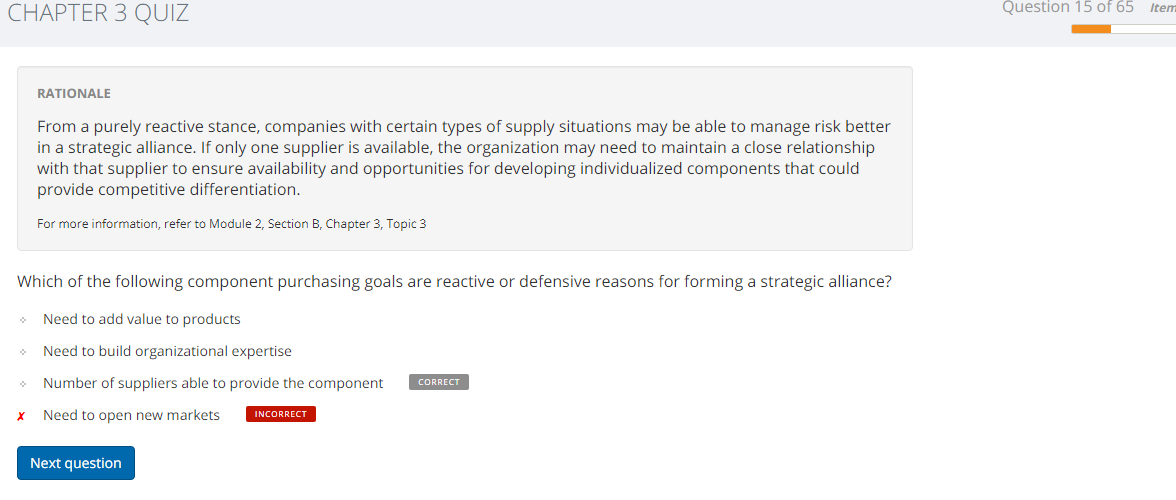 CHAPTER 3 QUIZ
Question 15 of 65 Item
RATIONALE
From a purely reactive stance, companies with certain types of supply situations may be able to manage risk better
in a strategic alliance. If only one supplier is available, the organization may need to maintain a close relationship
with that supplier to ensure availability and opportunities for developing individualized components that could
provide competitive differentiation.
For more information, refer to Module 2, Section B, Chapter 3, Topic 3
Which of the following component purchasing goals are reactive or defensive reasons for forming a strategic alliance?
Need to add value to products
Need to build organizational expertise
Number of suppliers able to provide the component CORRECT
✗ Need to open new markets INCORRECT
Next question